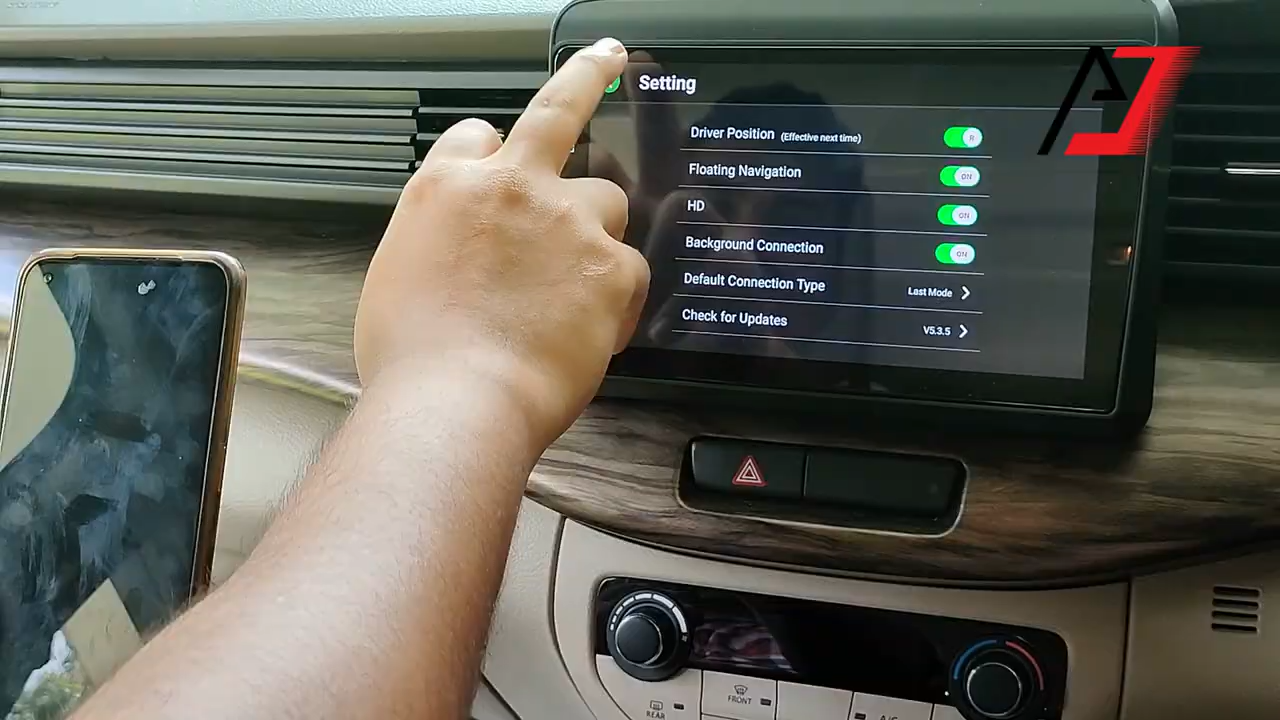 Setting
Driver Position (Effective next time) R
Floating Navigation ON
HD ON
Background Connection ON
Default Connection Type Last Mode
Check for Updates V5.3.5
AJ
FRONT
REAR
A/C